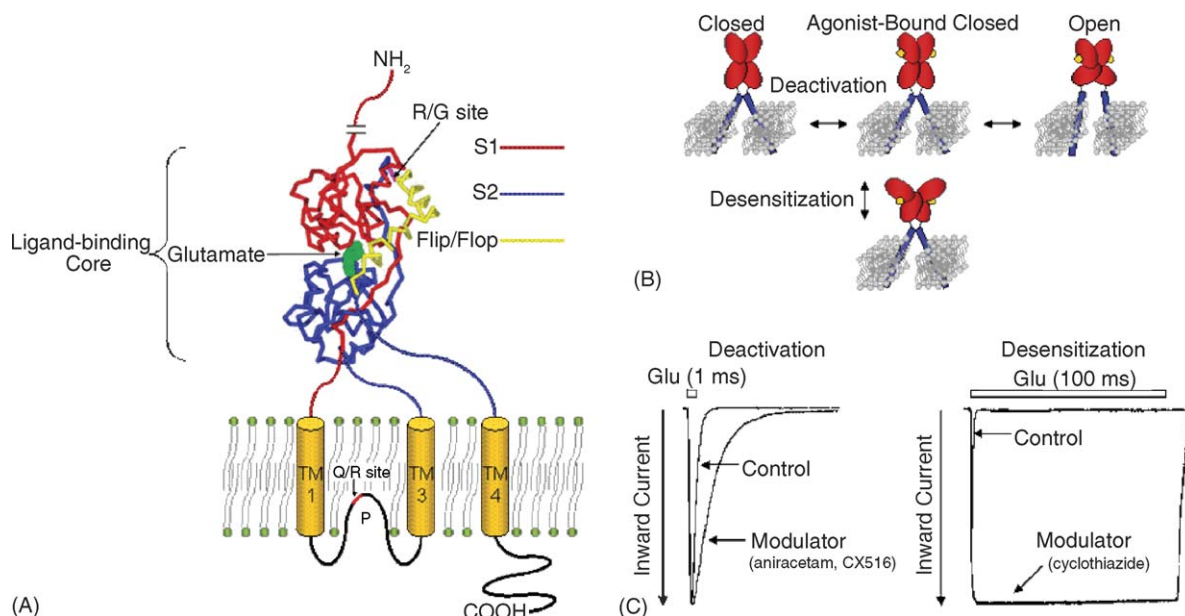 NH2
R/G site
S1
S2
Flip/Flop
Ligand-binding
Core
Glutamate
Q/R site
TM
1
P
TM
3
TM
4
COOH
(A)
Closed
Agonist-Bound Closed
Open
Deactivation
Desensitization
(B)
Deactivation
Glu (1 ms)
Inward Current
Control
Modulator
(aniracetam, CX516)
Desensitization
Glu (100 ms)
Inward Current
Control
Modulator
(cyclothiazide)
(C)